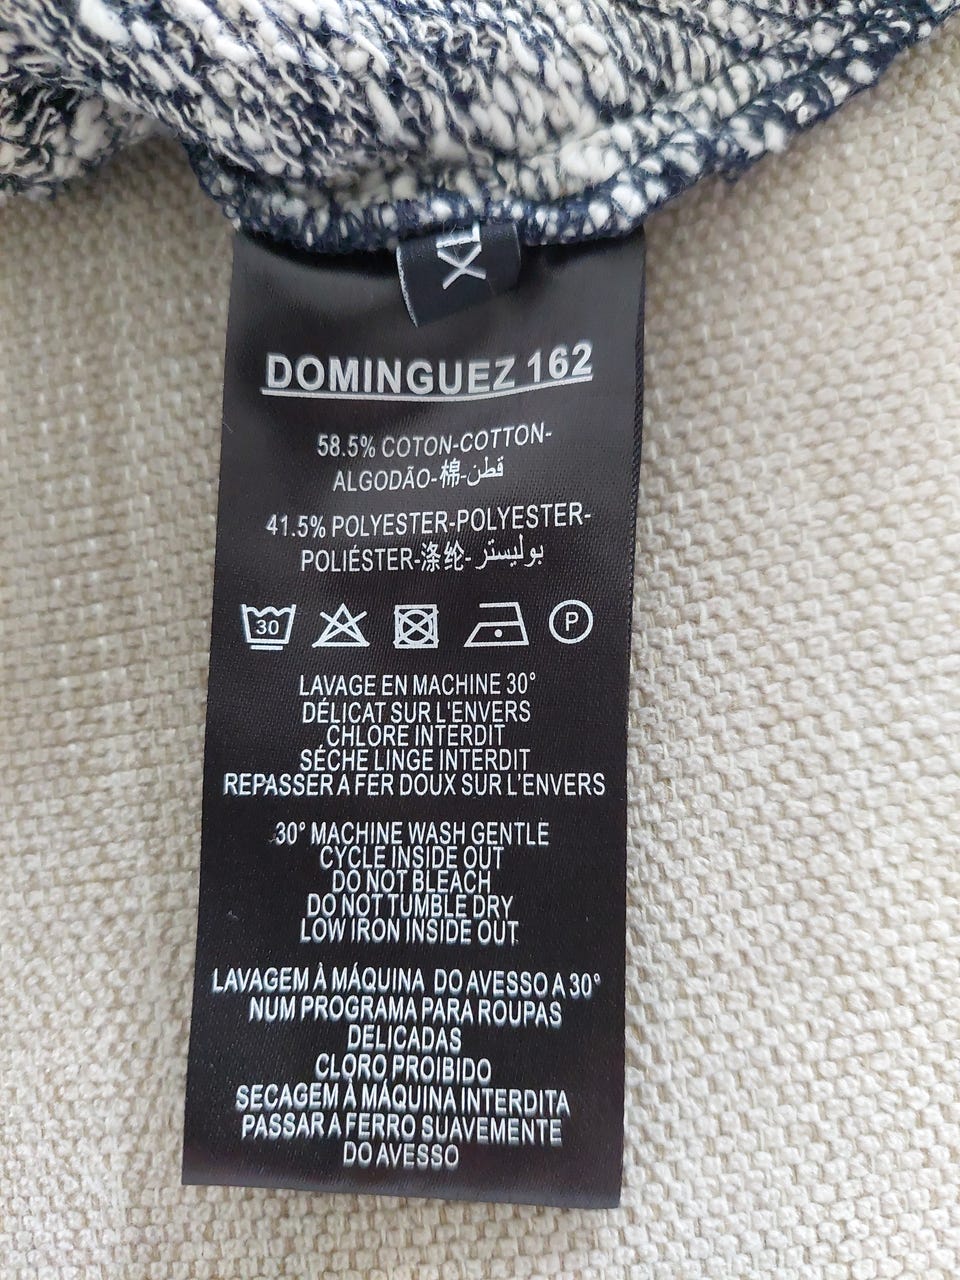 XL
DOMINGUEZ 162
58.5% COTON-COTTON-
ALGODÃO-棉-قطن
41.5% POLYESTER-POLYESTER-
POLIÉSTER-涤纶-بوليستر
30 P
LAVAGE EN MACHINE 30°
DÉLICAT SUR L'ENVERS
CHLORE INTERDIT
SÉCHE LINGE INTERDIT
REPASSER A FER DOUX SUR L'ENVERS
30° MACHINE WASH GENTLE
CYCLE INSIDE OUT
DO NOT BLEACH
DO NOT TUMBLE DRY
LOW IRON INSIDE OUT
LAVAGEM À MÁQUINA DO AVESSO A 30°
NUM PROGRAMA PARA ROUPAS
DELICADAS
CLORO PROIBIDO
SECAGEM À MÁQUINA INTERDITA
PASSAR A FERRO SUAVEMENTE
DO AVESSO